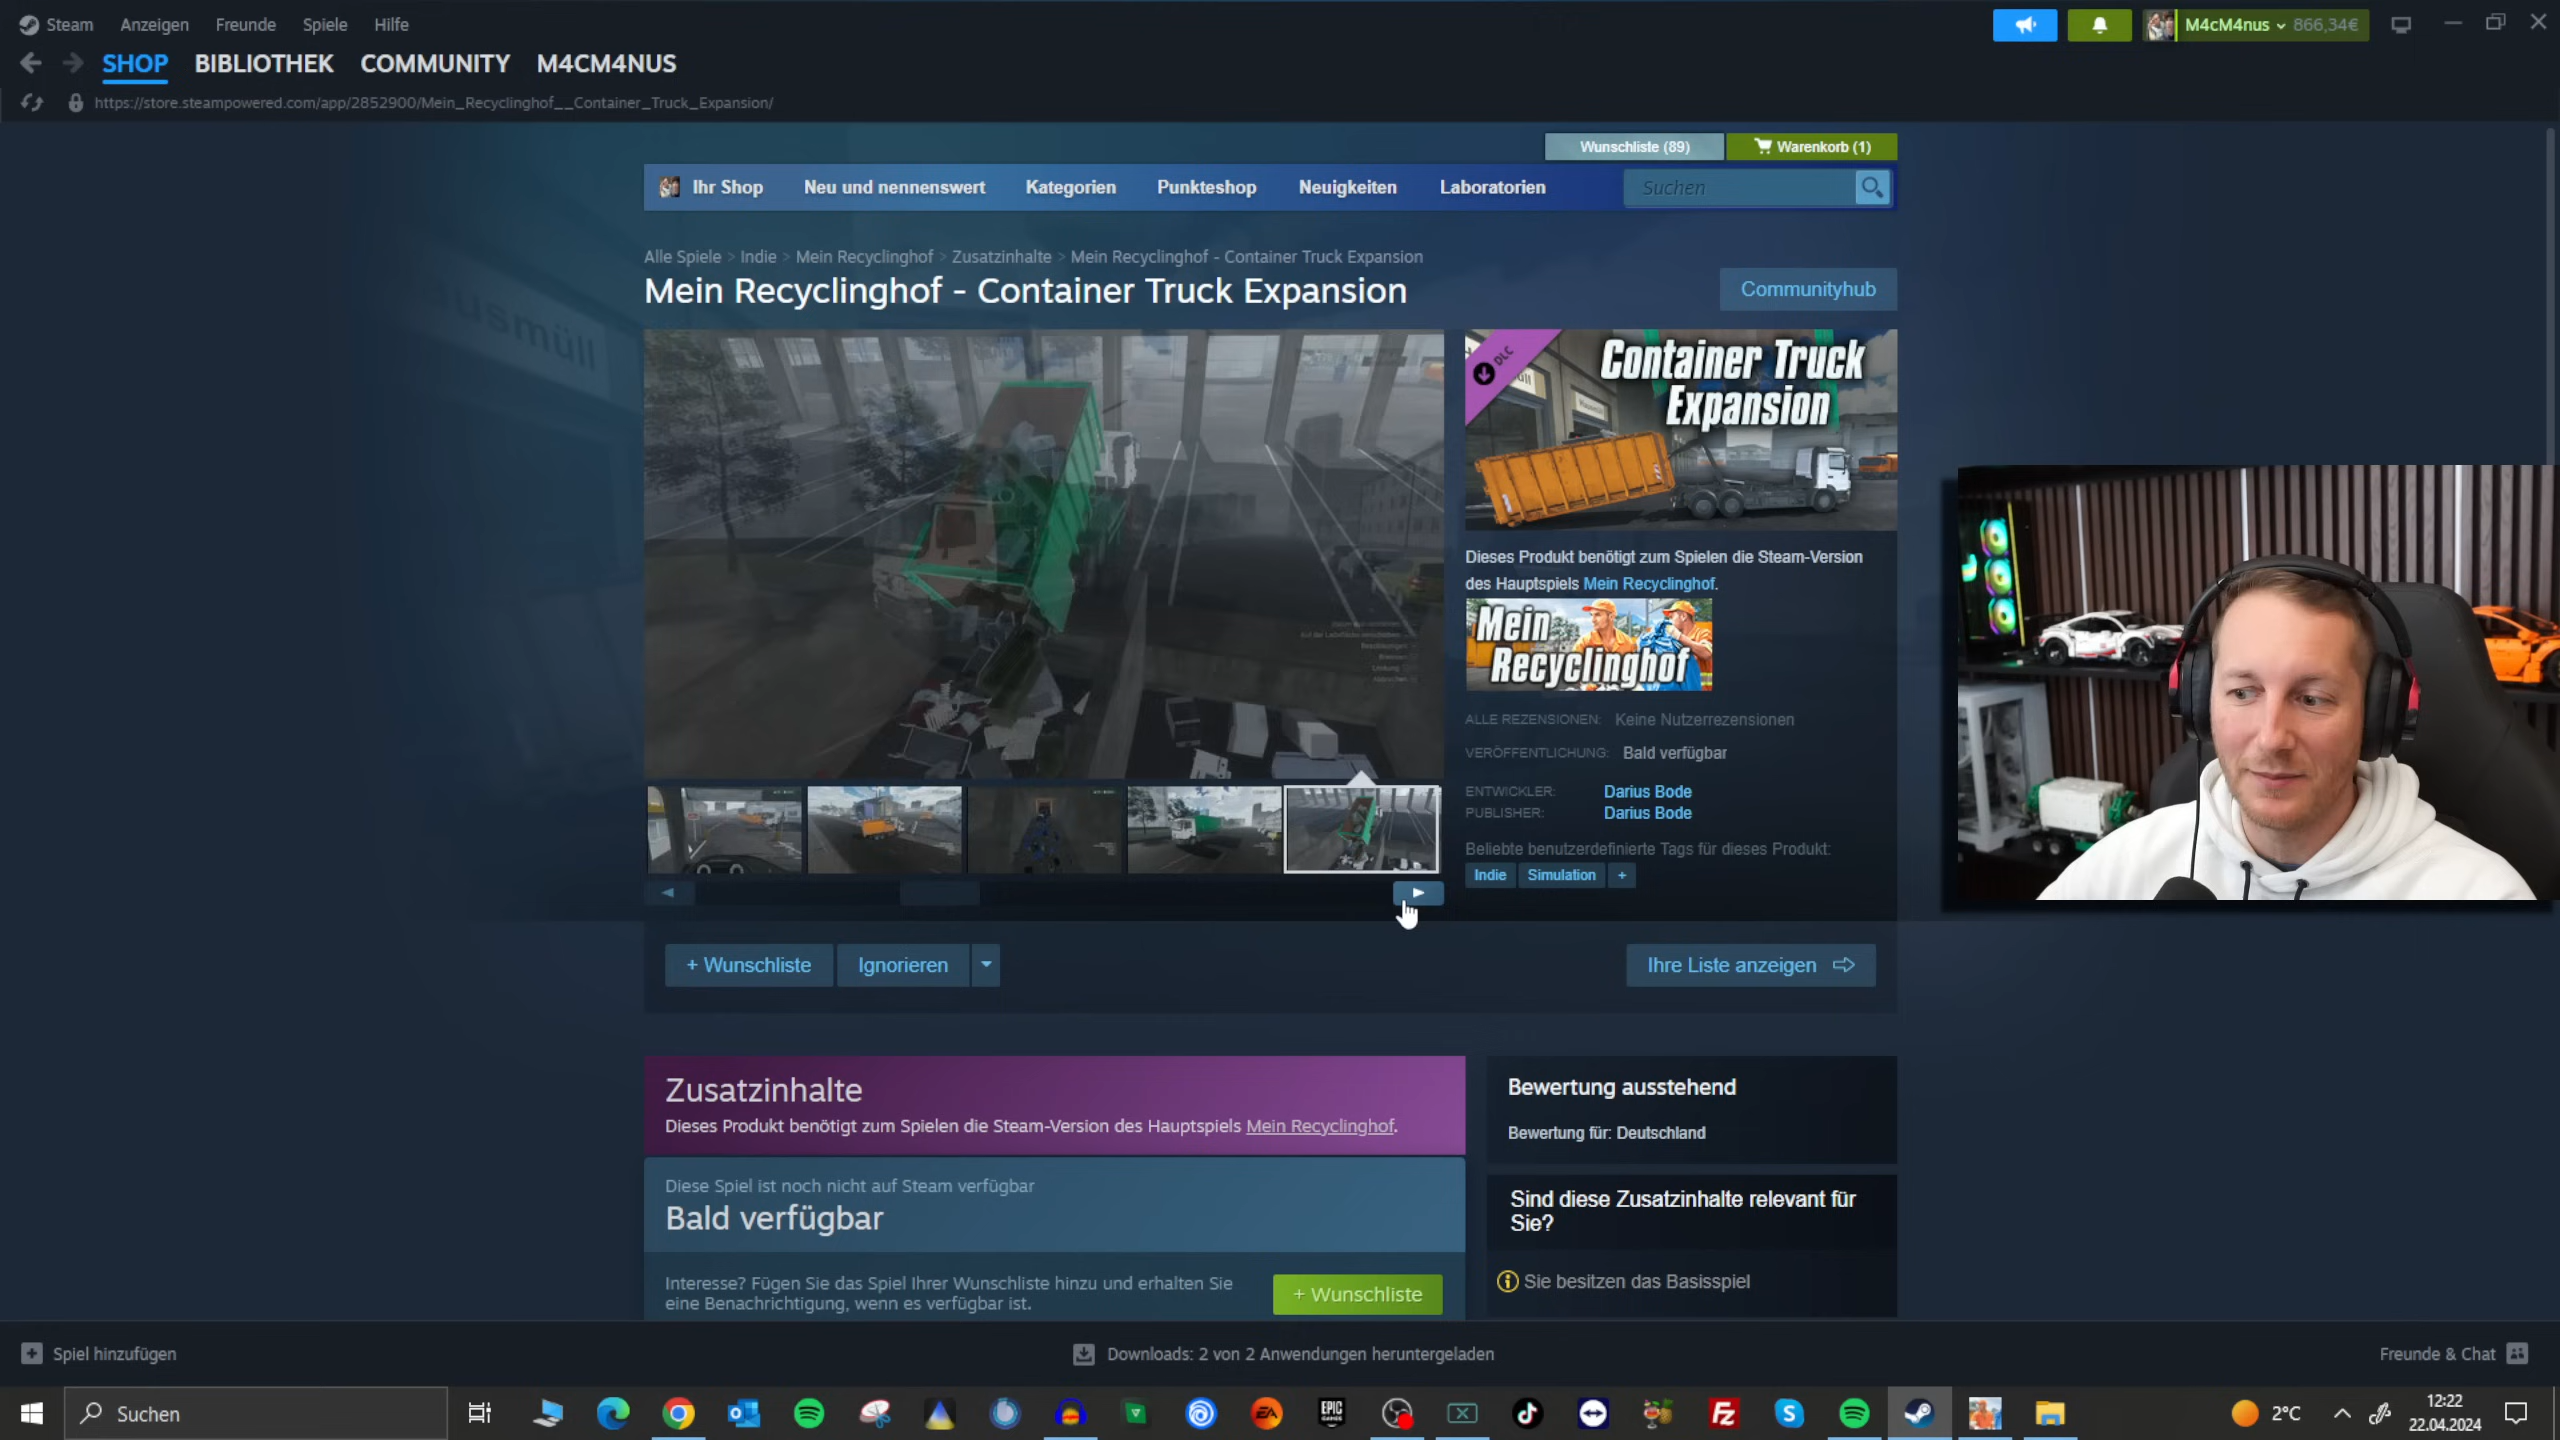 Steam Anzeigen Freunde Spiele Hilfe
M4cM4nus 866,34€
SHOP BIBLIOTHEK COMMUNITY M4CM4NUS
https://store.steampowered.com/app/2852900/Mein_Recyclinghof__Container_Truck_Expansion/
Wunschliste (89) Warenkorb (1)
Ihr Shop Neu und nennenswert Kategorien Punkteshop Neuigkeiten Laboratorien Suchen
Alle Spiele > Indie > Mein Recyclinghof > Zusatzinhalte > Mein Recyclinghof - Container Truck Expansion
Mein Recyclinghof - Container Truck Expansion
Communityhub
DLC
Container Truck
Expansion
Dieses Produkt benötigt zum Spielen die Steam-Version
des Hauptspiels Mein Recyclinghof.
Mein
Recyclinghof
ALLE REZENSIONEN: Keine Nutzerrezensionen
VERÖFFENTLICHUNG: Bald verfügbar
ENTWICKLER: Darius Bode
PUBLISHER: Darius Bode
Beliebte benutzerdefinierte Tags für dieses Produkt:
Indie Simulation +
+ Wunschliste Ignorieren Ihre Liste anzeigen
Zusatzinhalte
Dieses Produkt benötigt zum Spielen die Steam-Version des Hauptspiels Mein Recyclinghof.
Bewertung ausstehend
Bewertung für: Deutschland
Diese Spiel ist noch nicht auf Steam verfügbar
Bald verfügbar
Sind diese Zusatzinhalte relevant für
Sie?
Interesse? Fügen Sie das Spiel Ihrer Wunschliste hinzu und erhalten Sie
eine Benachrichtigung, wenn es verfügbar ist.
+ Wunschliste
Sie besitzen das Basisspiel
Spiel hinzufügen
Downloads: 2 von 2 Anwendungen heruntergeladen
Freunde & Chat
Suchen
EPIC
GAMES
2°C
12:22
22.04.2024